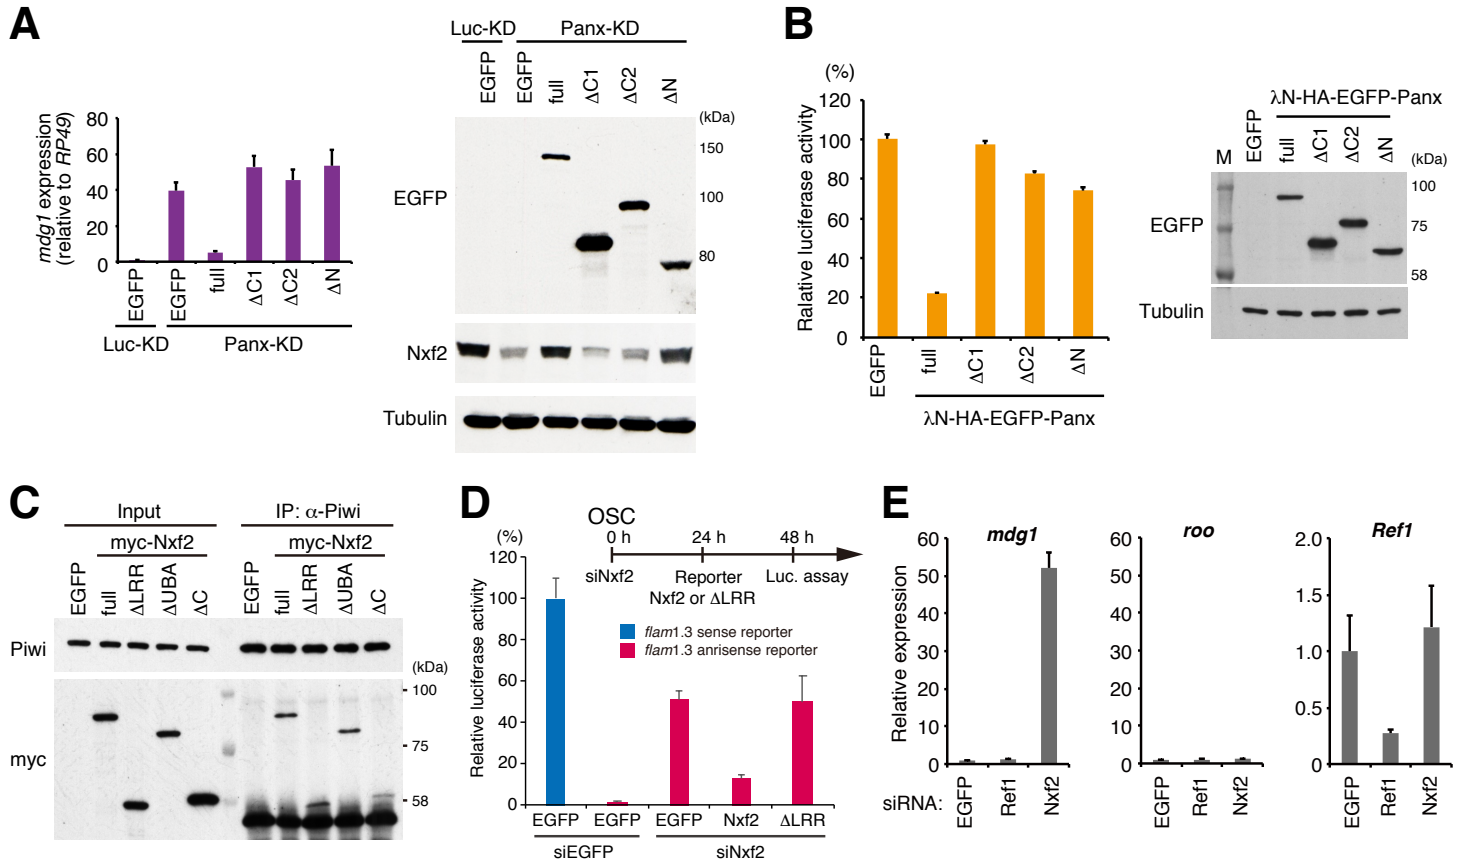 A
Luc-KD
Panx-KD
EGFP
EGFP
full
ΔC1
ΔC2
ΔN
(kDa)
150
100
80
EGFP
Nxf2
Tubulin
mdg1 expression
(relative to RP49)
80
60
40
20
0
EGFP
EGFP
full
ΔC1
ΔC2
ΔN
Luc-KD
Panx-KD
B
(%)
Ralative luciferase activity
120
100
80
60
40
20
0
EGFP
full
ΔC1
ΔC2
ΔN
λN-HA-EGFP-Panx
λN-HA-EGFP-Panx
M
EGFP
full
ΔC1
ΔC2
ΔN
(kDa)
100
75
58
EGFP
Tubulin
C
Input
IP: α-Piwi
myc-Nxf2
myc-Nxf2
EGFP
full
ΔLRR
ΔUBA
ΔC
EGFP
full
ΔLRR
ΔUBA
ΔC
Piwi
(kDa)
100
75
58
myc
D
(%)
OSC
0 h
24 h
48 h
siNxf2
Reporter
Luc. assay
Nxf2 or ΔLRR
flam1.3 sense reporter
flam1.3 anrisense reporter
Relative luciferase activity
120
100
80
60
40
20
0
EGFP
EGFP
EGFP
Nxf2
ΔLRR
siEGFP
siNxf2
E
mdg1
roo
Ref1
Relative expression
60
50
40
30
20
10
0
60
50
40
30
20
10
0
2.0
1.5
1.0
0.5
0
siRNA:
EGFP
Ref1
Nxf2
EGFP
Ref1
Nxf2
EGFP
Ref1
Nxf2